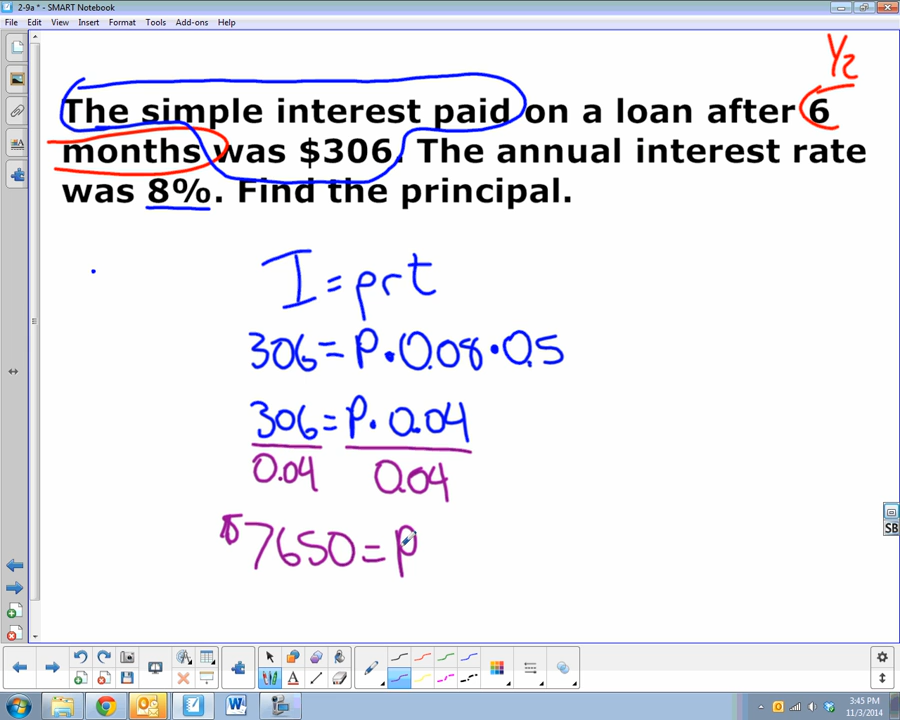 2-9a * - SMART Notebook
File Edit View Insert Format Tools Add-ons Help
1/2
The simple interest paid on a loan after 6
months was $306. The annual interest rate
was 8%. Find the principal.
I = prt
306 = P · 0.08 · 0.5
306 = P · 0.04
0.04 0.04
$7650 = P
SB
3:45 PM
11/3/2014